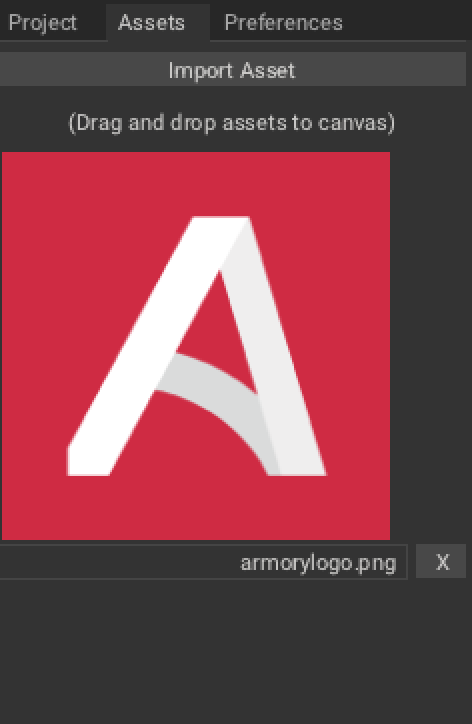 Project Assets Preferences
Import Asset
(Drag and drop assets to canvas)
armorylogo.png X